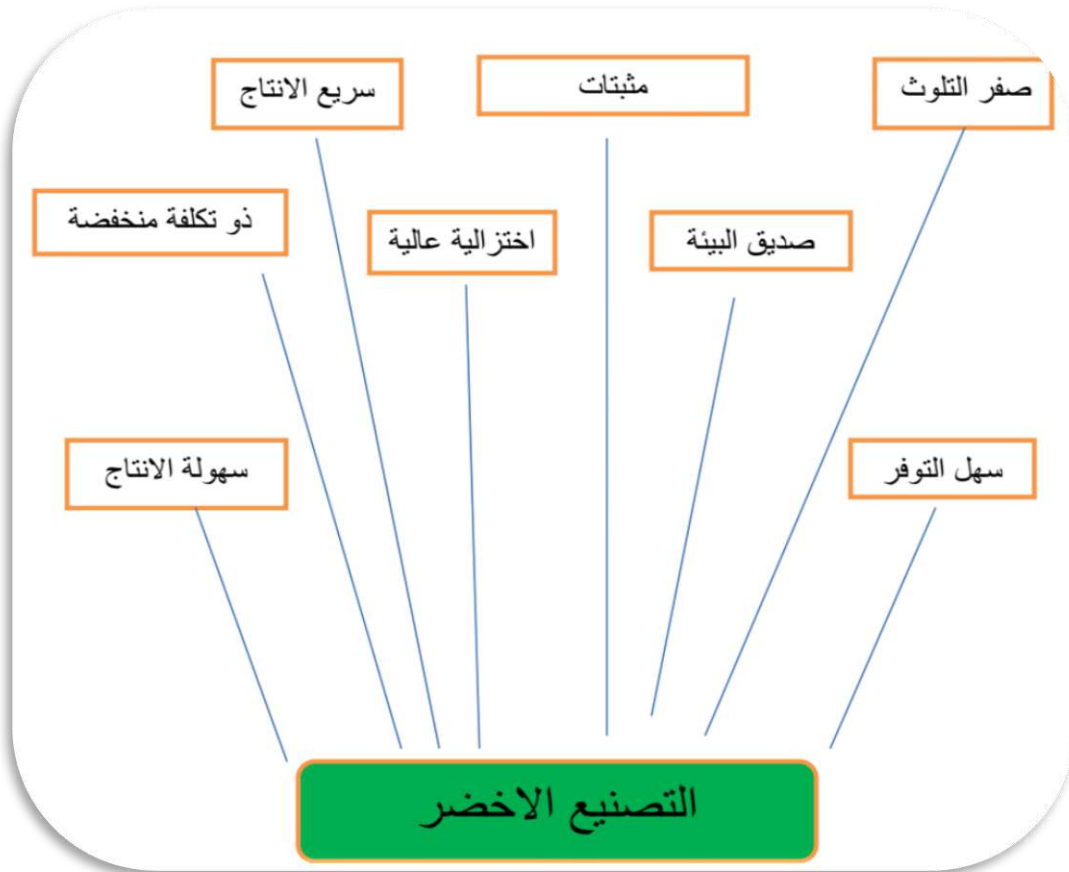 صفر التلوث
مثبتات
سريع الانتاج
صديق البيئة
اختزالية عالية
ذو تكلفة منخفضة
سهل التوفر
سهولة الانتاج
التصنيع الاخضر